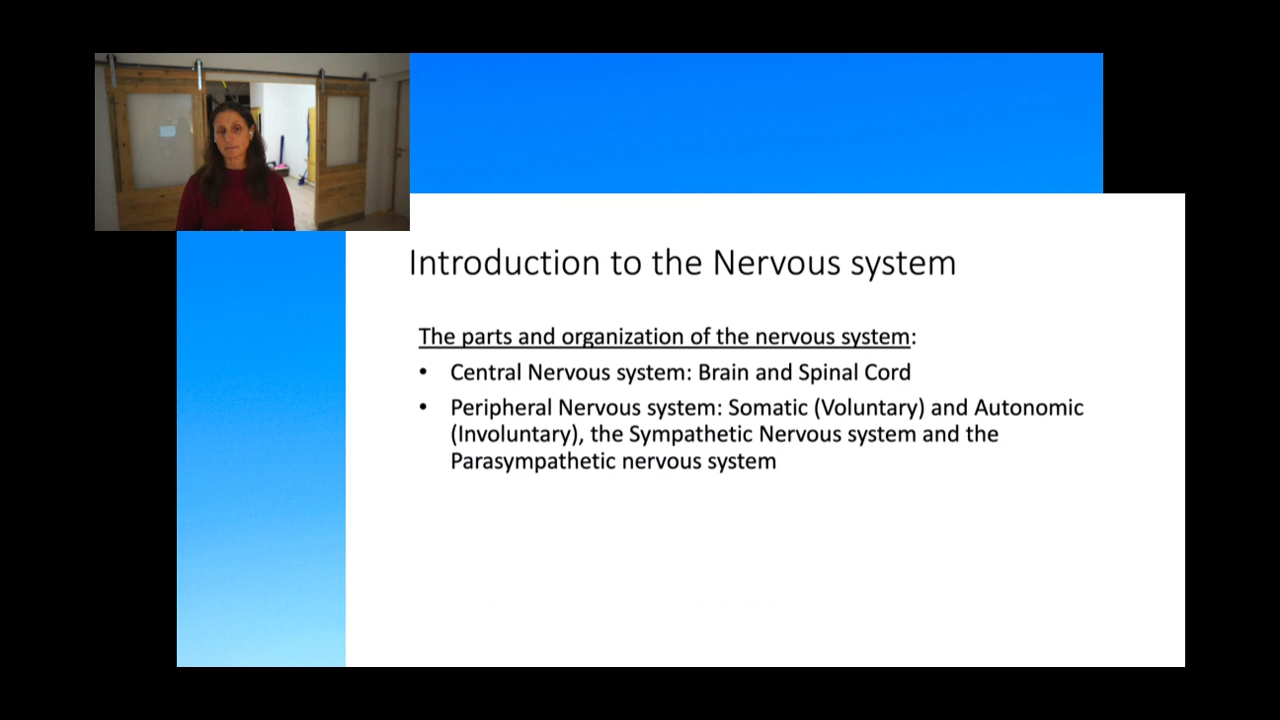 Introduction to the Nervous system
The parts and organization of the nervous system:
• Central Nervous system: Brain and Spinal Cord
• Peripheral Nervous system: Somatic (Voluntary) and Autonomic
(Involuntary), the Sympathetic Nervous system and the
Parasympathetic nervous system